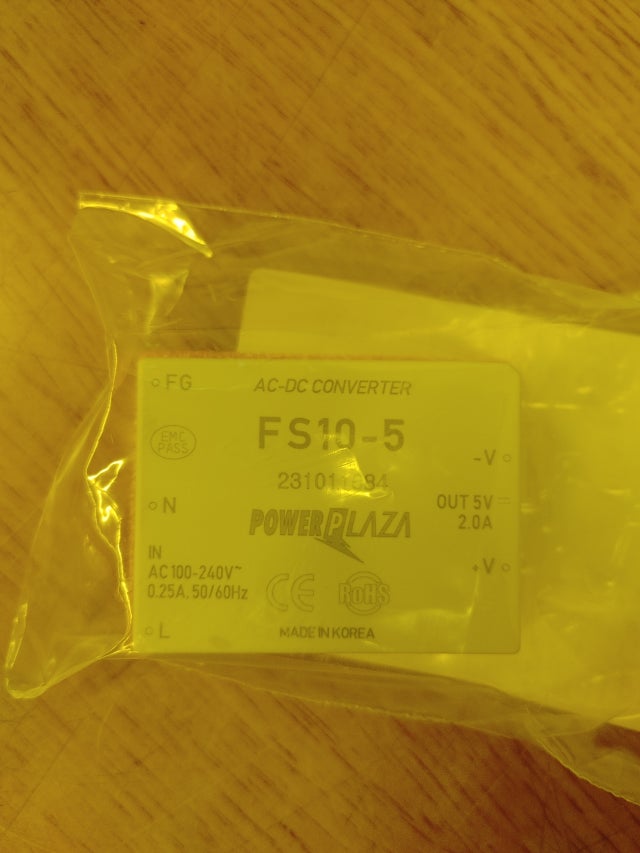 FG
AC-DC CONVERTER
FS10-5
EMC
PASS
-V
N
POWERPLAZA
OUT 5V ⎓
2.0A
IN
AC100-240V~
0.25A, 50/60Hz
+V
CE
RoHS
L
MADE IN KOREA